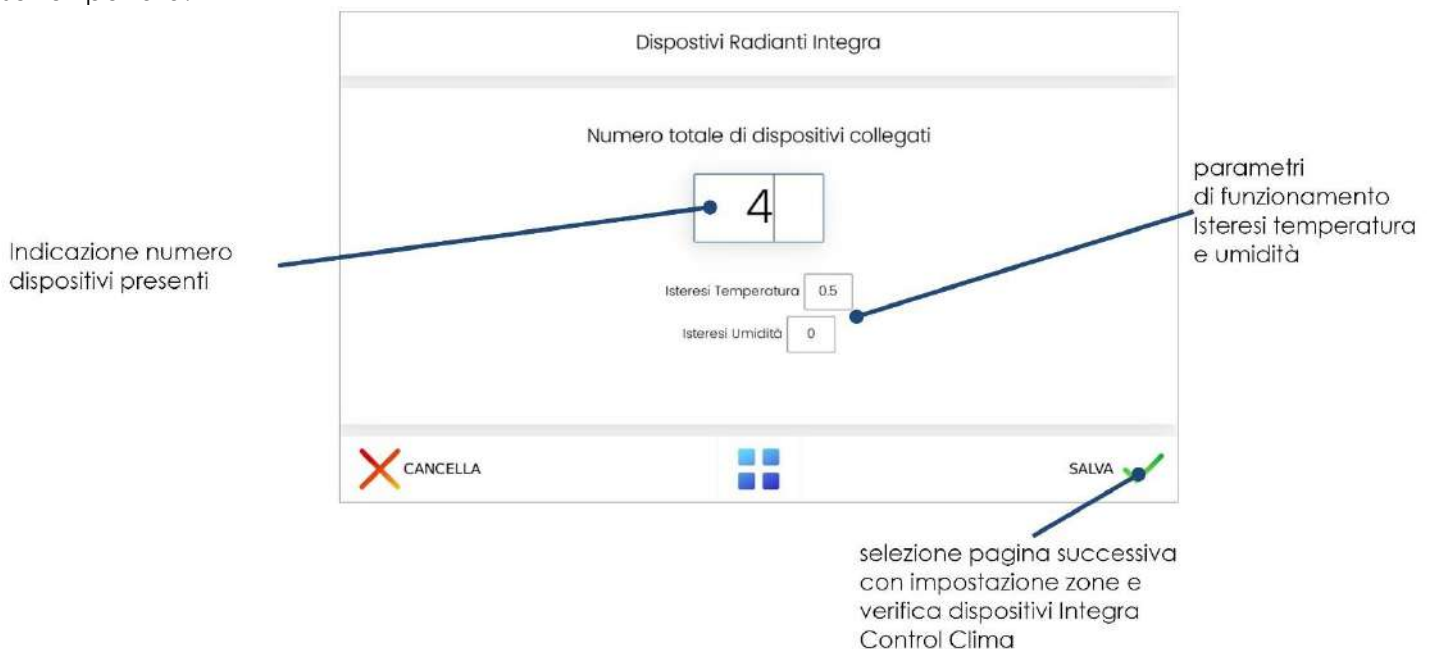 Dispostivi Radianti Integra
Numero totale di dispositivi collegati
4
Isteresi Temperatura 0.5
Isteresi Umidità 0
CANCELLA
SALVA
Indicazione numero
dispositivi presenti
parametri
di funzionamento
Isteresi temperatura
e umidità
selezione pagina successiva
con impostazione zone e
verifica dispositivi Integra
Control Clima